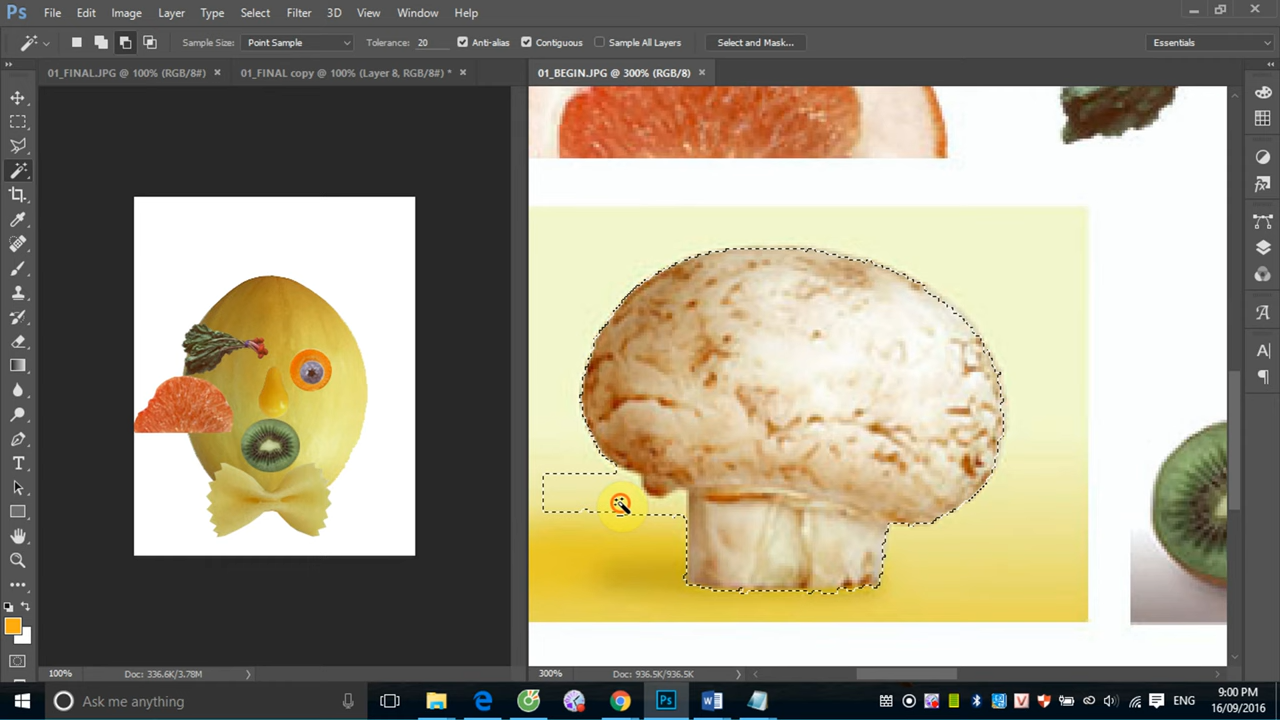 Ps File Edit Image Layer Type Select Filter 3D View Window Help
Sample Size: Point Sample Tolerance: 20 Anti-alias Contiguous Sample All Layers Select and Mask... Essentials
01_FINAL.JPG @ 100% (RGB/8#) × 01_FINAL copy @ 100% (Layer 8, RGB/8#) * × 01_BEGIN.JPG @ 300% (RGB/8) ×
100% Doc: 336.6K/3.78M 300% Doc: 936.5K/936.5K
Ask me anything ENG 9:00 PM
16/09/2016